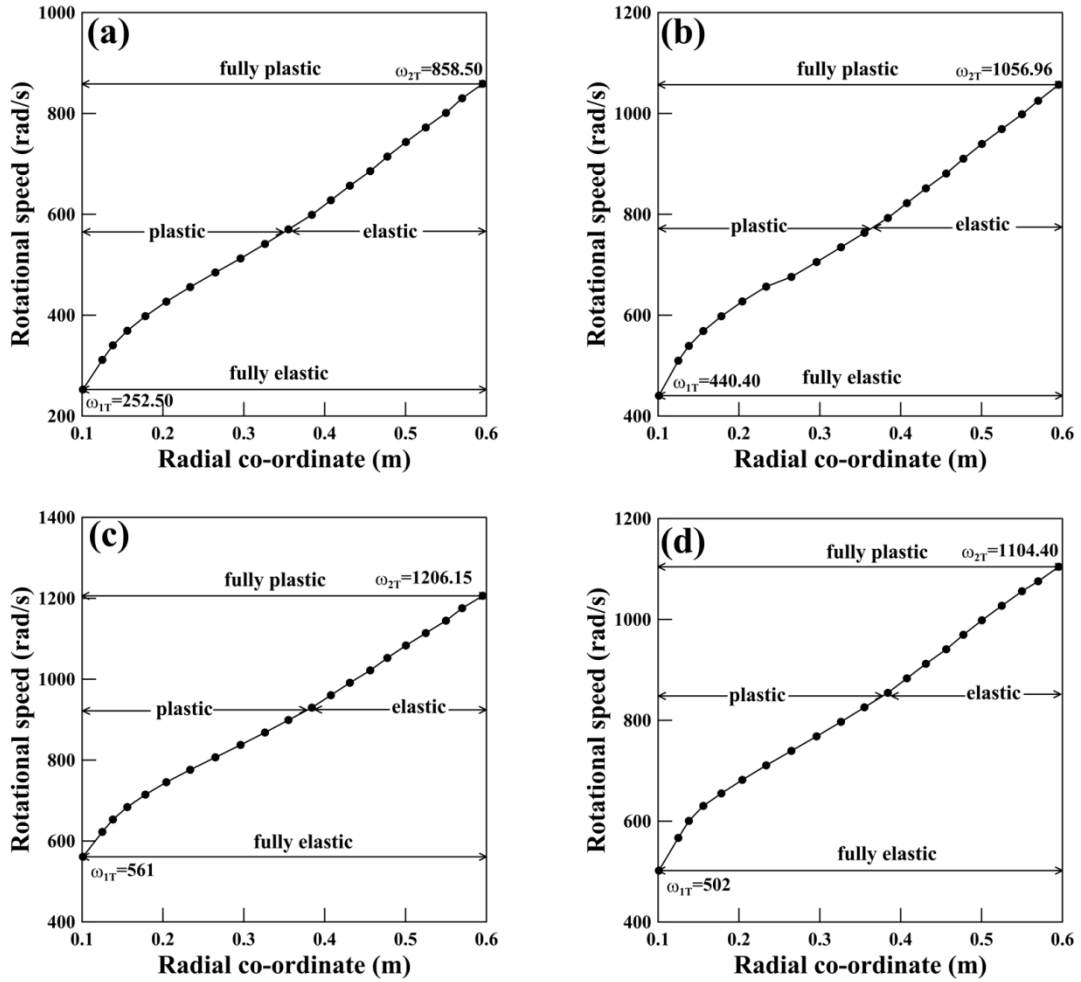 (a)
1000
800
600
400
200
Rotational speed (rad/s)
fully plastic
ω2T=858.50
plastic
elastic
fully elastic
ω1T=252.50
0.1 0.2 0.3 0.4 0.5 0.6
Radial co-ordinate (m)
(b)
1200
1000
800
600
400
Rotational speed (rad/s)
fully plastic
ω2T=1056.96
plastic
elastic
ω1T=440.40
fully elastic
0.1 0.2 0.3 0.4 0.5 0.6
Radial co-ordinate (m)
(c)
1400
1200
1000
800
600
400
Rotational speed (rad/s)
fully plastic
ω2T=1206.15
plastic
elastic
fully elastic
ω1T=561
0.1 0.2 0.3 0.4 0.5 0.6
Radial co-ordinate (m)
(d)
1200
1000
800
600
400
Rotational speed (rad/s)
fully plastic
ω2T=1104.40
plastic
elastic
fully elastic
ω1T=502
0.1 0.2 0.3 0.4 0.5 0.6
Radial co-ordinate (m)